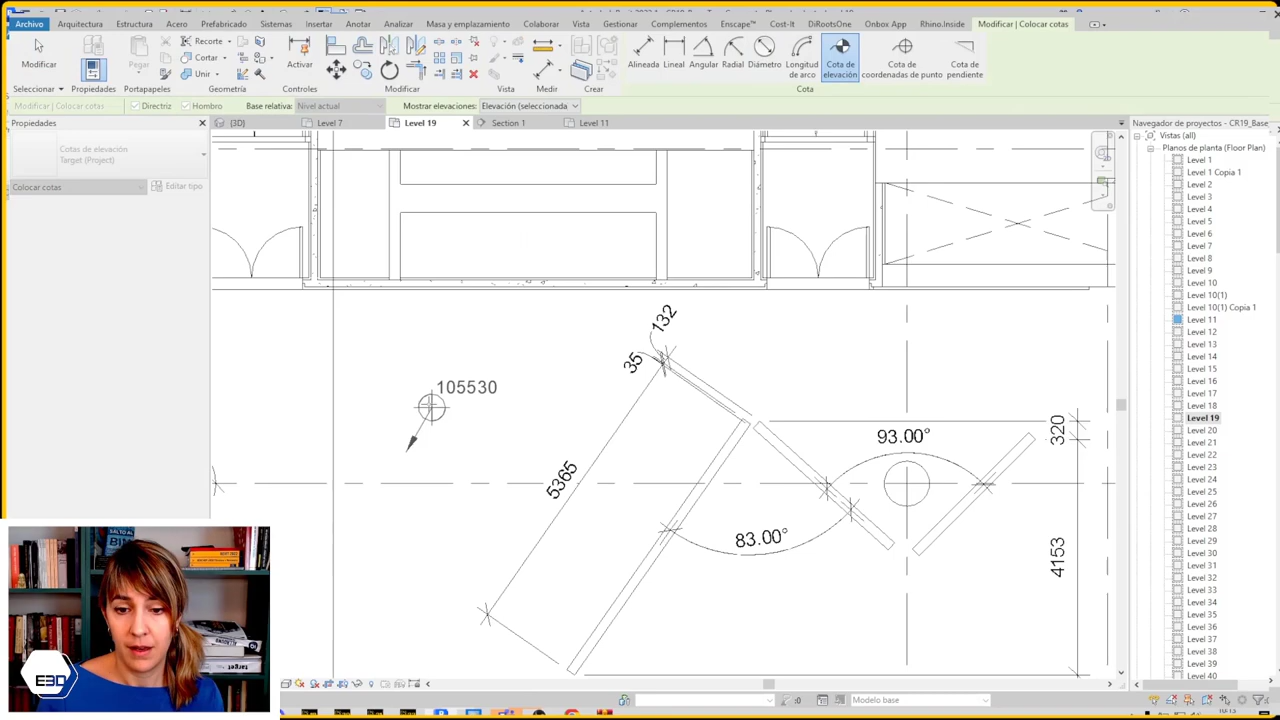 Archivo Arquitectura Estructura Acero Prefabricado Sistemas Insertar Anotar Analizar Masa y emplazamiento Colaborar Vista Gestionar Complementos Enscape™ Cost-It DiRootsOne Onbox App Rhino.Inside Modificar | Colocar cotas
Modificar
Pegar
Recorte
Cortar
Unir
Activar
Alineada Lineal Angular Radial Diámetro Longitud de arco Cota de elevación Cota de coordenadas de punto Cota de pendiente
Seleccionar Propiedades Portapapeles Geometría Controles Modificar Vista Medir Crear Cota
Modificar | Colocar cotas Directriz Hombro Base relativa: Nivel actual Mostrar elevaciones: Elevación (seleccionada
Propiedades
{3D} Level 7 Level 19 Section 1 Level 11
Navegador de proyectos - CR19_Base
Cotas de elevación
Target (Project)
Colocar cotas Editar tipo
Vistas (all)
Planos de planta (Floor Plan)
Level 1
Level 1 Copia 1
Level 2
Level 3
Level 4
Level 5
Level 6
Level 7
Level 8
Level 9
Level 10
Level 10(1)
Level 10(1) Copia 1
Level 11
Level 12
Level 13
Level 14
Level 15
Level 16
Level 17
Level 18
Level 19
Level 20
Level 21
Level 22
Level 23
Level 24
Level 25
Level 26
Level 27
Level 28
Level 29
Level 30
Level 31
Level 32
Level 33
Level 34
Level 35
Level 36
Level 37
Level 38
Level 39
Level 40
132
35
105530
5365
93.00°
320
83.00°
4153
E3D
target
:0 Modelo base